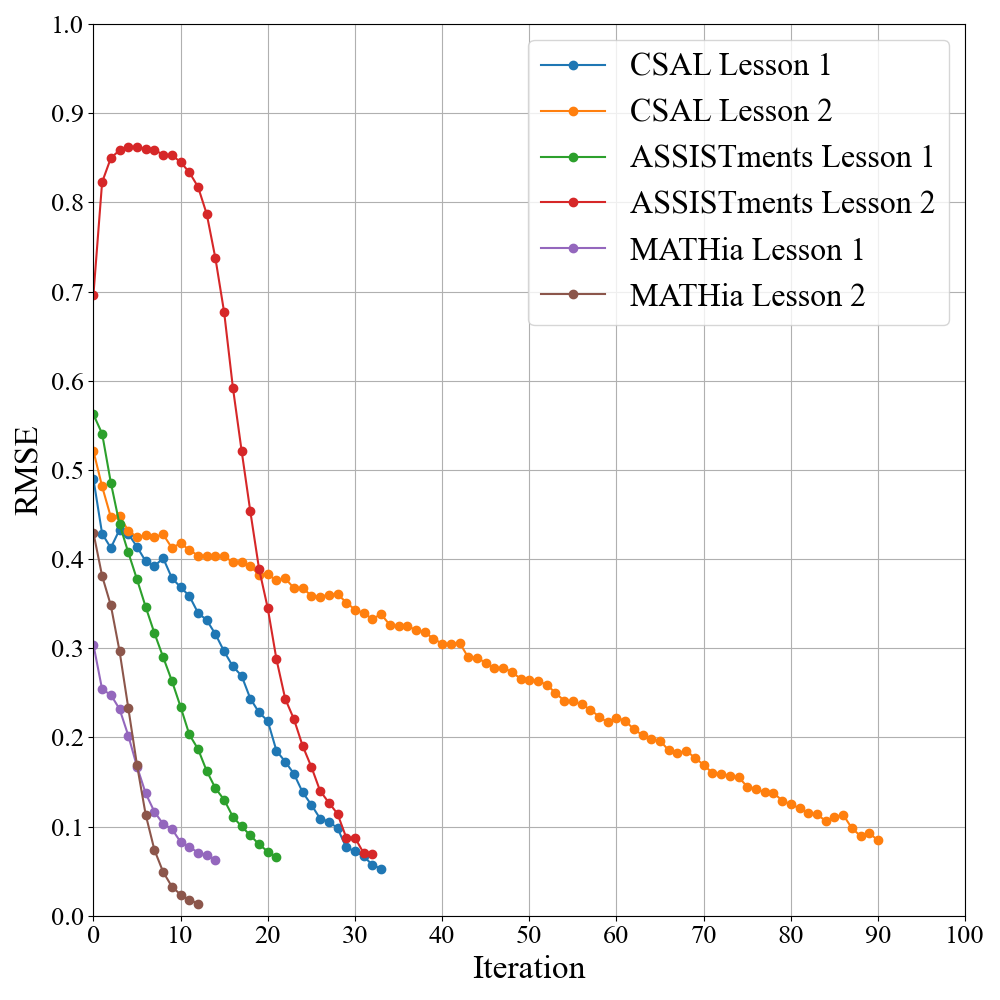 1.0
0.9
0.8
0.7
0.6
0.5
0.4
0.3
0.2
0.1
0.0
RMSE
CSAL Lesson 1
CSAL Lesson 2
ASSISTments Lesson 1
ASSISTments Lesson 2
MATHia Lesson 1
MATHia Lesson 2
0 10 20 30 40 50 60 70 80 90 100
Iteration